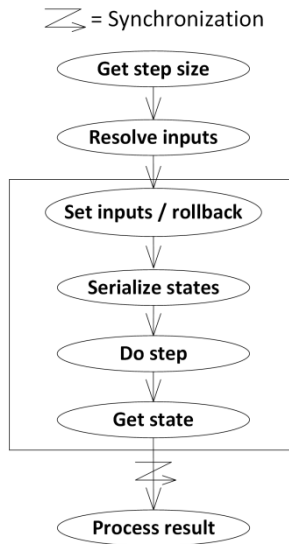 = Synchronization
Get step size
Resolve inputs
Set inputs / rollback
Serialize states
Do step
Get state
Process result